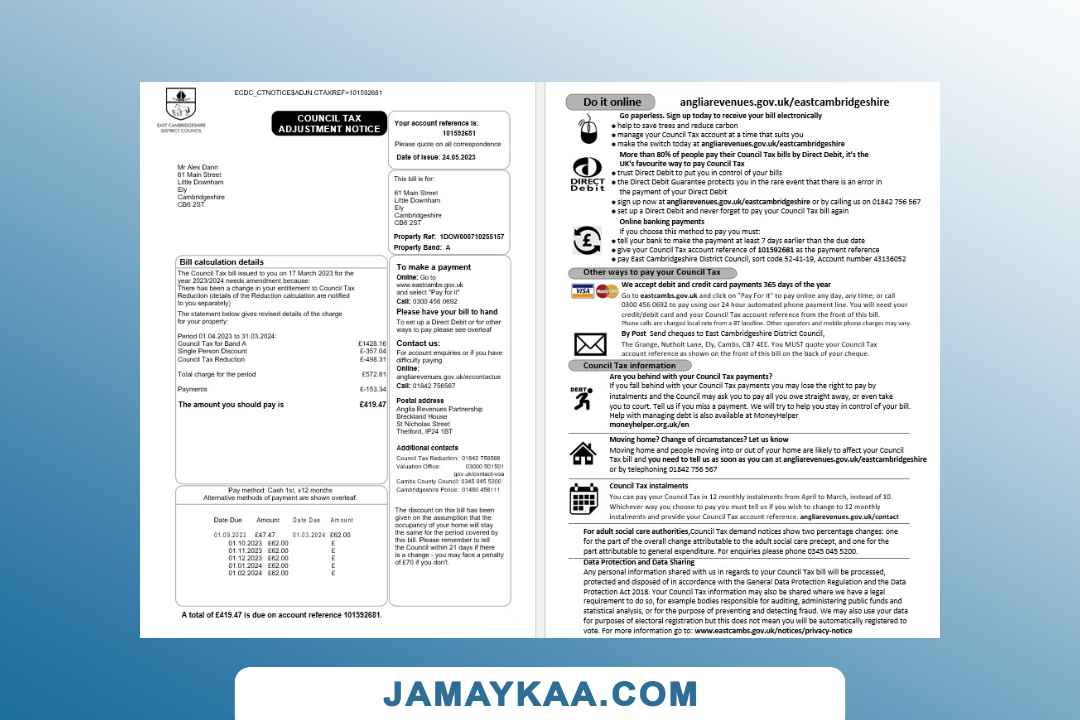 EAST CAMBRIDGESHIRE
DISTRICT COUNCIL
ECDC_CTNOTICESADJN CTAXREF=101592681
COUNCIL TAX
ADJUSTMENT NOTICE
Your account reference is:
101592651
Please quote on all correspondence
Date of issue: 24.05.2023
Mr Alex Dann
61 Main Street
Little Downham
Ely
Cambridgeshire
CB6 2ST
This bill is for:
61 Main Street
Little Downham
Ely
Cambridgeshire
CB6 2ST
Property Ref: 1DOW000710255157
Property Band: A
Bill calculation details
The Council Tax bill issued to you on 17 March 2023 for the
year 2023/2024 needs amendment because:
There has been a change in your entitlement to Council Tax
Reduction (details of the Reduction calculation are notified
to you separately)
The statement below gives revised details of the charge
for your property:
Period 01.04.2023 to 31.03.2024:
Council Tax for Band A £1428.16
Single Person Discount £-357.04
Council Tax Reduction £-498.31
Total charge for the period £572.81
Payments £-153.34
The amount you should pay is £419.47
Pay method: Cash 1st, x12 months
Alternative methods of payment are shown overleaf.
Date Due Amount Date Due Amount
01.09.2023 £47.47 01.03.2024 £62.00
01.10.2023 £62.00 £
01.11.2023 £62.00 £
01.12.2023 £62.00 £
01.01.2024 £62.00 £
01.02.2024 £62.00 £
A total of £419.47 is due on account reference 101592681.
To make a payment
Online: Go to
www.eastcambs.gov.uk
and select "Pay for it"
Call: 0300 456 0692
Please have your bill to hand
To set up a Direct Debit or for other
ways to pay please see overleaf
Contact us:
For account enquiries or if you have
difficulty paying
Online:
angliarevenues.gov.uk/eccontactus
Call: 01842 756567
Postal address
Anglia Revenues Partnership
Breckland House
St Nicholas Street
Thetford, IP24 1BT
Additional contacts
Council Tax Reduction: 01842 756568
Valuation Office: 03000 501501
gov.uk/contact-voa
Cambs County Council: 0345 045 5200
Cambridgeshire Police: 01480 456111
The discount on this bill has been
given on the assumption that the
occupancy of your home will stay
the same for the period covered by
this bill. Please remember to tell
the Council within 21 days if there
is a change - you may face a penalty
of £70 if you don't.
Do it online angliarevenues.gov.uk/eastcambridgeshire
Go paperless. Sign up today to receive your bill electronically
● help to save trees and reduce carbon
● manage your Council Tax account at a time that suits you
● make the switch today at angliarevenues.gov.uk/eastcambridgeshire
DIRECT
Debit
More than 80% of people pay their Council Tax bills by Direct Debit, it's the
UK's favourite way to pay Council Tax
● trust Direct Debit to put you in control of your bills
● the Direct Debit Guarantee protects you in the rare event that there is an error in
the payment of your Direct Debit
● sign up now at angliarevenues.gov.uk/eastcambridgeshire or by calling us on 01842 756 567
● set up a Direct Debit and never forget to pay your Council Tax bill again
Online banking payments
If you choose this method to pay you must:
● tell your bank to make the payment at least 7 days earlier than the due date
● give your Council Tax account reference of 101592681 as the payment reference
● pay East Cambridgeshire District Council, sort code 52-41-19, Account number 43136052
Other ways to pay your Council Tax
VISA
MasterCard
We accept debit and credit card payments 365 days of the year
Go to eastcambs.gov.uk and click on "Pay For It" to pay online any day, any time, or call
0300 456 0692 to pay using our 24 hour automated phone payment line. You will need your
credit/debit card and your Council Tax account reference from the front of this bill.
Phone calls are charged local rate from a BT landline. Other operators and mobile phone charges may vary.
By Post Send cheques to East Cambridgeshire District Council,
The Grange, Nutholt Lane, Ely, Cambs, CB7 4EE. You MUST quote your Council Tax
account reference as shown on the front of this bill on the back of your cheque.
Council Tax information
DEBT
Are you behind with your Council Tax payments?
If you fall behind with your Council Tax payments you may lose the right to pay by
instalments and the Council may ask you to pay all you owe straight away, or even take
you to court. Tell us if you miss a payment. We will try to help you stay in control of your bill.
Help with managing debt is also available at MoneyHelper
moneyhelper.org.uk/en
Moving home? Change of circumstances? Let us know
Moving home and people moving into or out of your home are likely to affect your Council
Tax bill and you need to tell us as soon as you can at angliarevenues.gov.uk/eastcambridgeshire
or by telephoning 01842 756 567
Council Tax instalments
You can pay your Council Tax in 12 monthly instalments from April to March, instead of 10.
Whichever way you choose to pay you must tell us if you wish to change to 12 monthly
instalments and provide your Council Tax account reference. angliarevenues.gov.uk/contact
For adult social care authorities,Council Tax demand notices show two percentage changes: one
for the part of the overall change attributable to the adult social care precept, and one for the
part attributable to general expenditure. For enquiries please phone 0345 045 5200.
Data Protection and Data Sharing
Any personal information shared with us in regards to your Council Tax bill will be processed,
protected and disposed of in accordance with the General Data Protection Regulation and the Data
Protection Act 2018. Your Council Tax information may also be shared where we have a legal
requirement to do so, for example bodies responsible for auditing, administering public funds and
statistical analysis, or for the purpose of preventing and detecting fraud. We may also use your data
for purposes of electoral registration but this does not mean you will be automatically registered to
vote. For more information go to: www.eastcambs.gov.uk/notices/privacy-notice
JAMAYKAA.COM